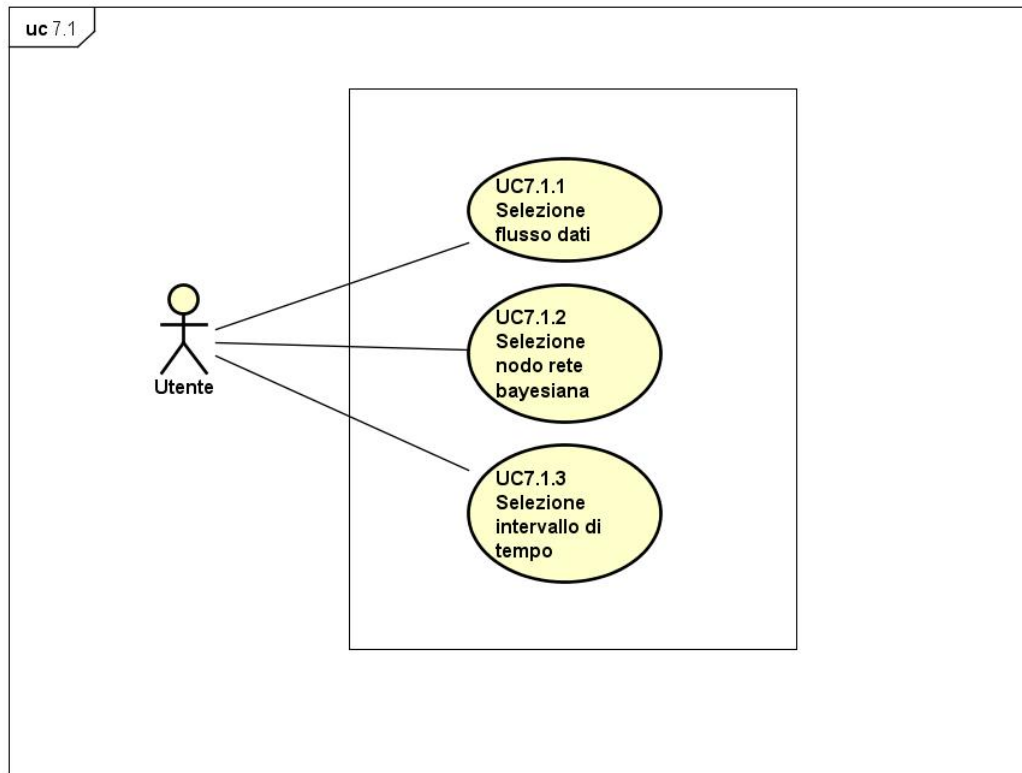 uc 7.1
UC7.1.1
Selezione
flusso dati
UC7.1.2
Selezione
nodo rete
bayesiana
Utente
UC7.1.3
Selezione
intervallo di
tempo